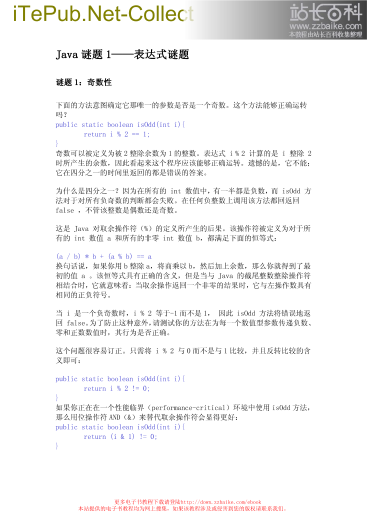 iTePub.Net-Collect
站长百科
www.zzbaike.com
本教程由站长百科收集整理
Java 谜题 1——表达式谜题
谜题 1：奇数性
下面的方法意图确定它那唯一的参数是否是一个奇数。这个方法能够正确运转
吗？
public static boolean isOdd(int i){
return i % 2 == 1;
}
奇数可以被定义为被 2 整除余数为 1 的整数。表达式 i % 2 计算的是 i 整除 2
时所产生的余数，因此看起来这个程序应该能够正确运转。遗憾的是，它不能；
它在四分之一的时间里返回的都是错误的答案。
为什么是四分之一？因为在所有的 int 数值中，有一半都是负数，而 isOdd 方
法对于对所有负奇数的判断都会失败。在任何负整数上调用该方法都回返回
false ，不管该整数是偶数还是奇数。
这是 Java 对取余操作符（%）的定义所产生的后果。该操作符被定义为对于所
有的 int 数值 a 和所有的非零 int 数值 b，都满足下面的恒等式：
(a / b) * b + (a % b) == a
换句话说，如果你用 b 整除 a，将商乘以 b，然后加上余数，那么你就得到了最
初的值 a 。该恒等式具有正确的含义，但是当与 Java 的截尾整数整除操作符
相结合时，它就意味着：当取余操作返回一个非零的结果时，它与左操作数具有
相同的正负符号。
当 i 是一个负奇数时，i % 2 等于-1 而不是 1， 因此 isOdd 方法将错误地返
回 false。为了防止这种意外，请测试你的方法在为每一个数值型参数传递负数、
零和正数数值时，其行为是否正确。
这个问题很容易订正。只需将 i % 2 与 0 而不是与 1 比较，并且反转比较的含
义即可：
public static boolean isOdd(int i){
return i % 2 != 0;
}
如果你正在在一个性能临界（performance-critical）环境中使用 isOdd 方法，
那么用位操作符 AND（&）来替代取余操作符会显得更好：
public static boolean isOdd(int i){
return (i & 1) != 0;
}
更多电子书教程下载请登陆http://down.zzbaike.com/ebook
本站提供的电子书教程均为网上搜集，如果该教程涉及或侵害到您的版权请联系我们。